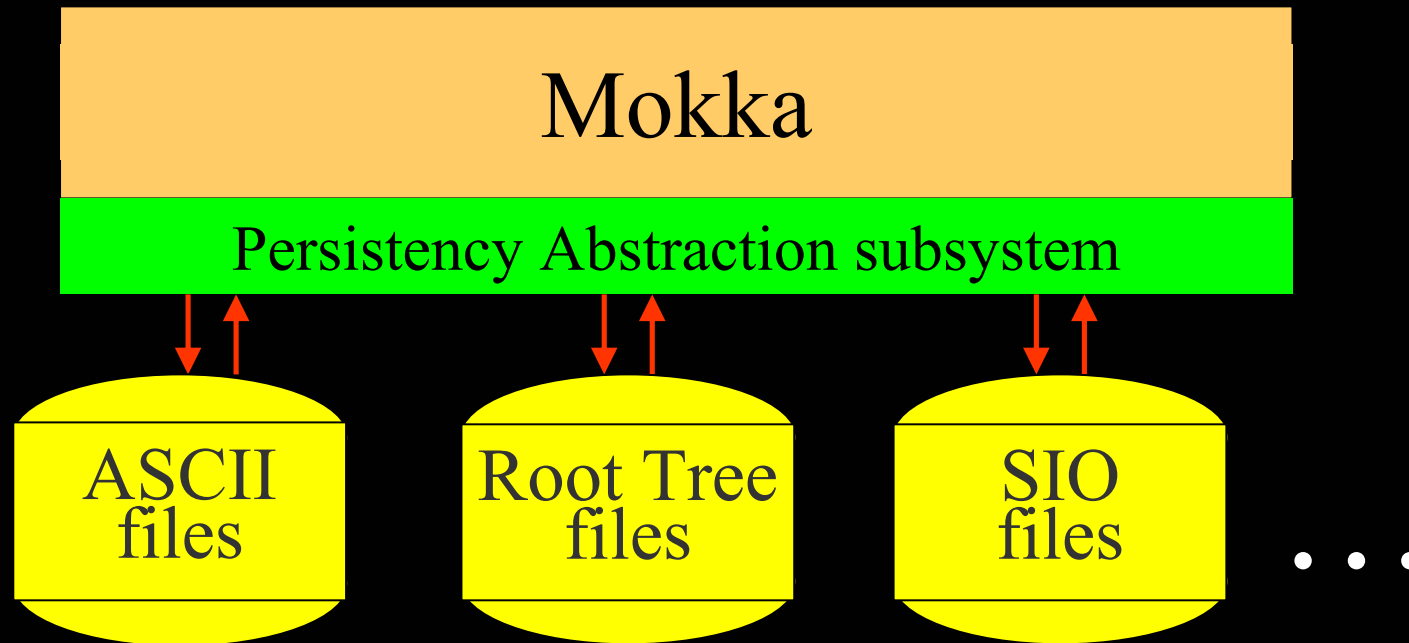 Mokka
Persistency Abstraction subsystem
ASCII
files
Root Tree
files
SIO
files
...